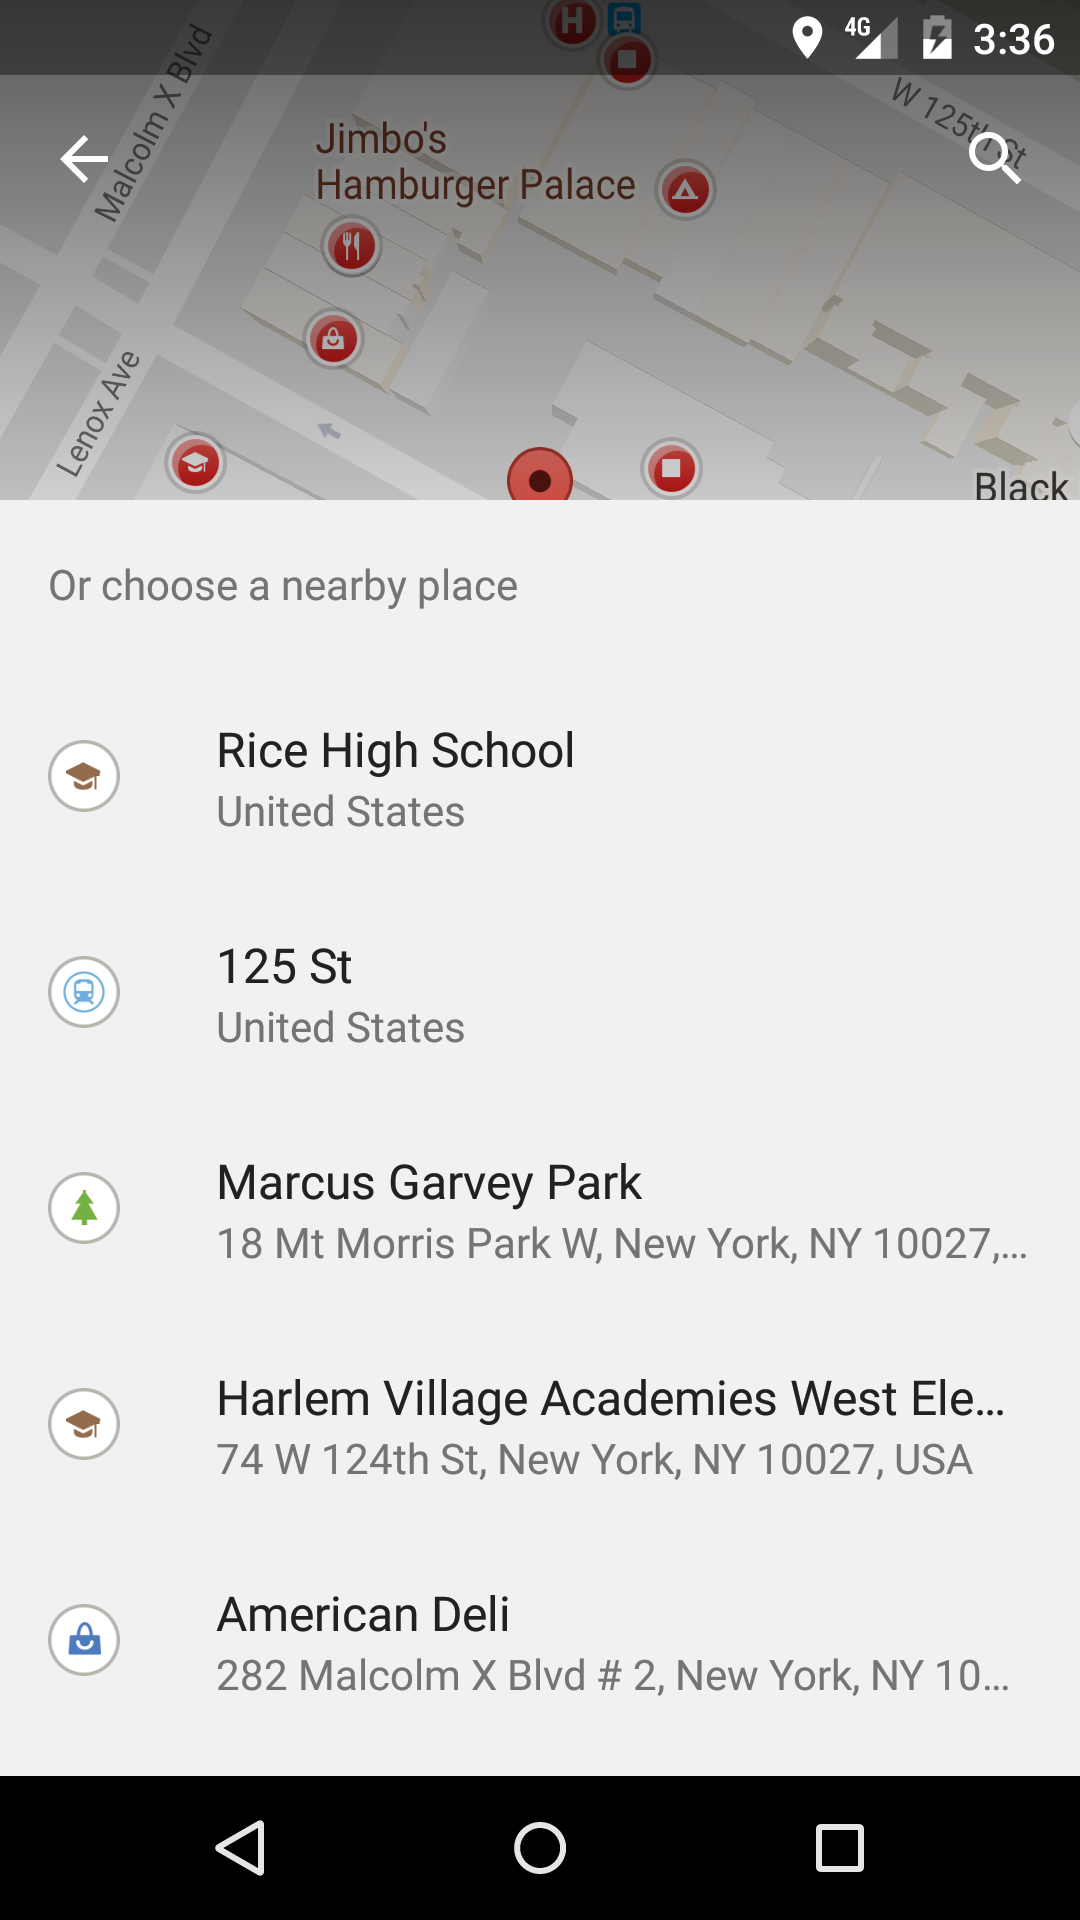 4G
3:36
Malcolm X Blvd
W 125th St
Jimbo's
Hamburger Palace
H
Lenox Ave
Black
Or choose a nearby place
Rice High School
United States
125 St
United States
Marcus Garvey Park
18 Mt Morris Park W, New York, NY 10027,...
Harlem Village Academies West Ele...
74 W 124th St, New York, NY 10027, USA
American Deli
282 Malcolm X Blvd # 2, New York, NY 10...